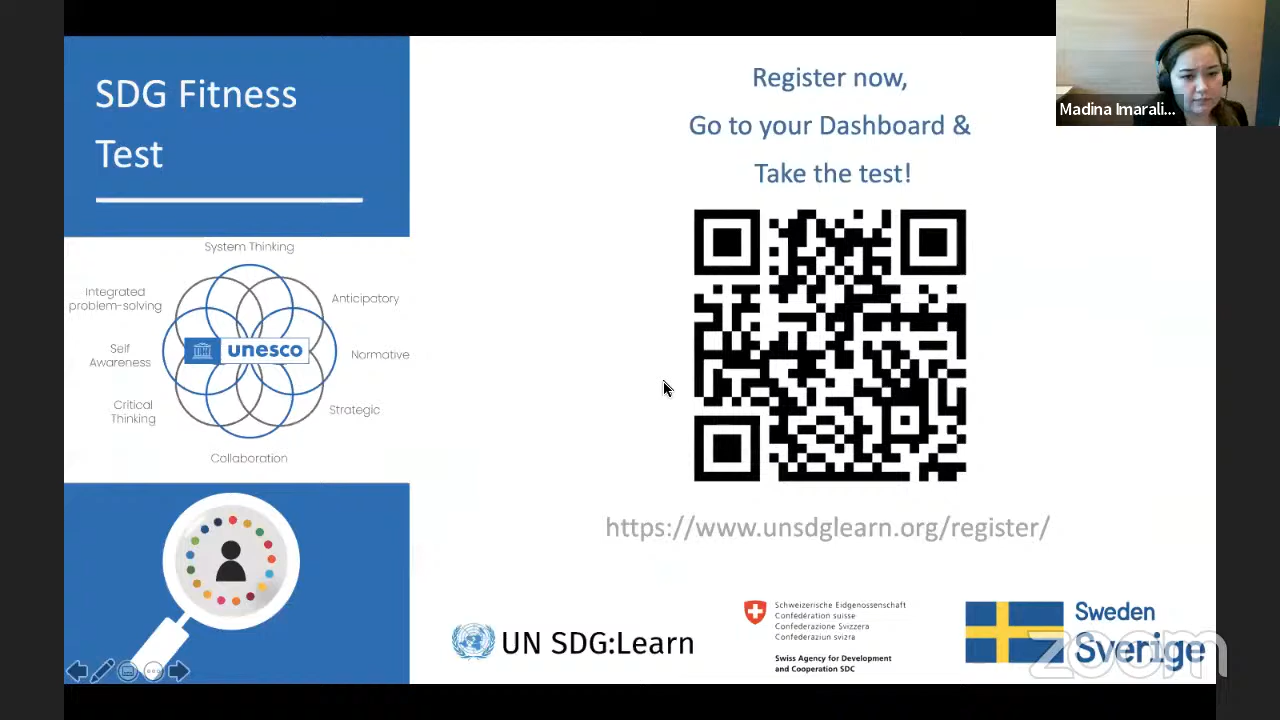 SDG Fitness
Test
System Thinking
Integrated
problem-solving
Anticipatory
Self
Awareness
unesco
Normative
Critical
Thinking
Strategic
Collaboration
Register now,
Go to your Dashboard &
Take the test!
https://www.unsdglearn.org/register/
UN SDG:Learn
Schweizerische Eidgenossenschaft
Confédération suisse
Confederazione Svizzera
Confederaziun svizra
Swiss Agency for Development
and Cooperation SDC
Sweden
Sverige
zoom
Madina Imarali...